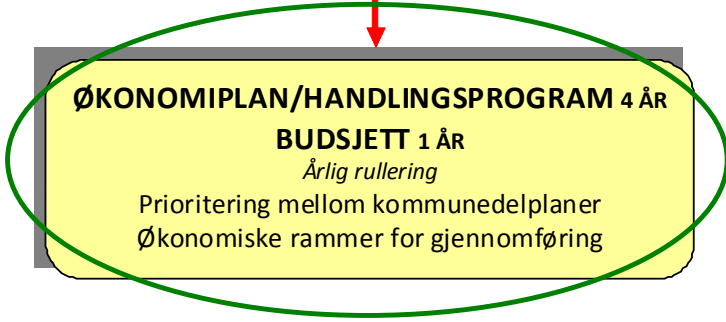 ØKONOMIPLAN/HANDLINGSPROGRAM 4 ÅR
BUDSJETT 1 ÅR
Årlig rullering
Prioritering mellom kommunedelplaner
Økonomiske rammer for gjennomføring